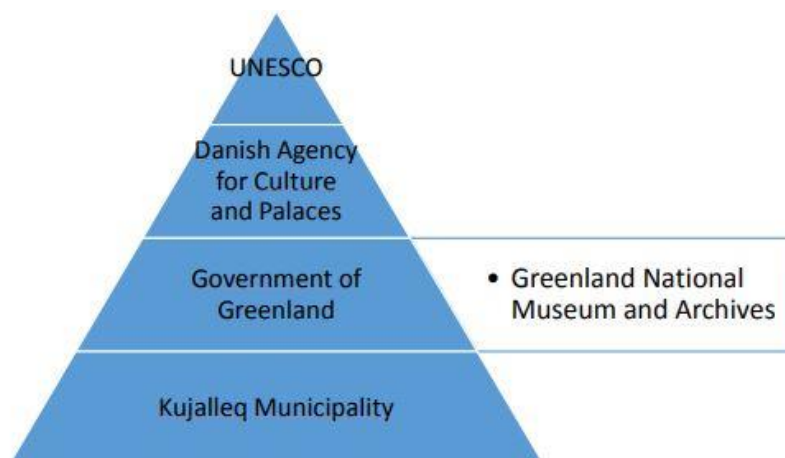 UNESCO
Danish Agency
for Culture
and Palaces
Government of
Greenland
• Greenland National
Museum and Archives
Kujalleq Municipality